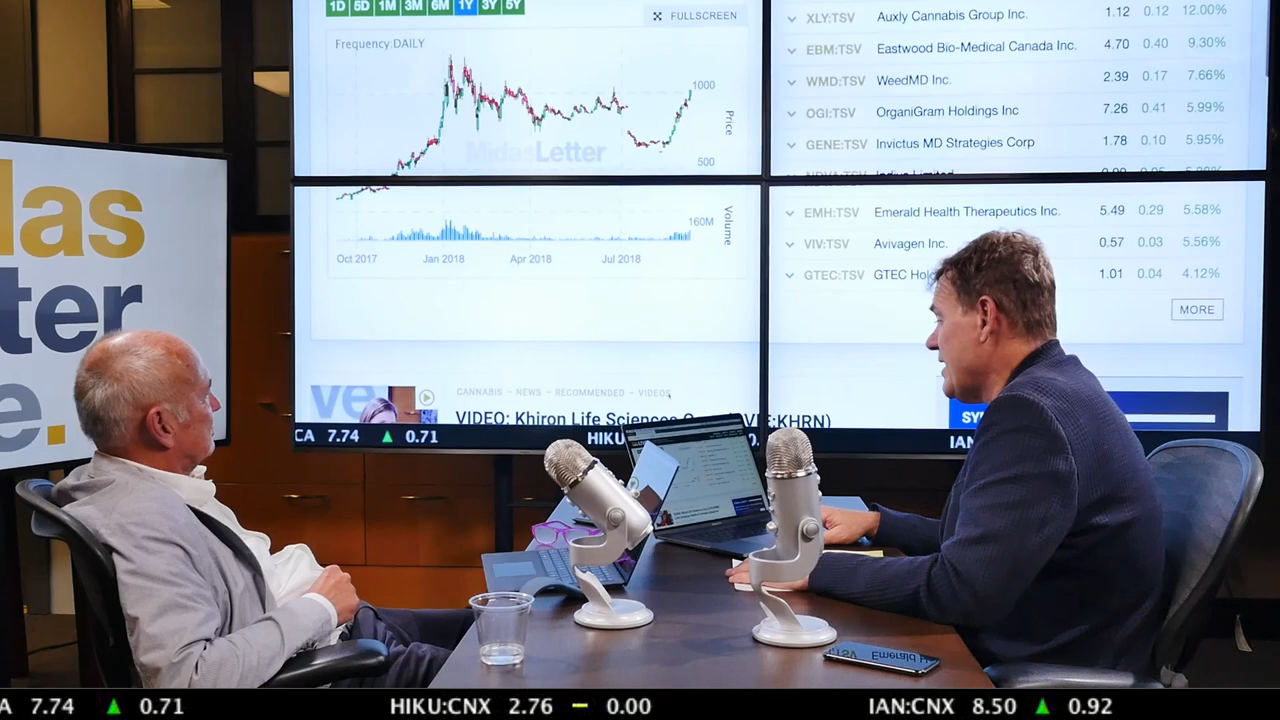 1D 5D 1M 3M 6M 1Y 3Y 5Y
FULLSCREEN
Frequency:DAILY
1000
Price
MidasLetter
500
160M
Volume
Oct 2017 Jan 2018 Apr 2018 Jul 2018
XLY:TSV Auxly Cannabis Group Inc. 1.12 0.12 12.00%
EBM:TSV Eastwood Bio-Medical Canada Inc. 4.70 0.40 9.30%
WMD:TSV WeedMD Inc. 2.39 0.17 7.66%
OGI:TSV OrganiGram Holdings Inc 7.26 0.41 5.99%
GENE:TSV Invictus MD Strategies Corp 1.78 0.10 5.95%
EMH:TSV Emerald Health Therapeutics Inc. 5.49 0.29 5.58%
VIV:TSV Avivagen Inc. 0.57 0.03 5.56%
GTEC:TSV GTEC 1.01 0.04 4.12%
MORE
las
ter
e.
ve
CANNABIS – NEWS – RECOMMENDED – VIDEOS
VIDEO: Khiron Life Sciences :KHRN)
CA 7.74 0.71 HIKU IAN
Emerald
A 7.74 0.71 HIKU:CNX 2.76 0.00 IAN:CNX 8.50 0.92